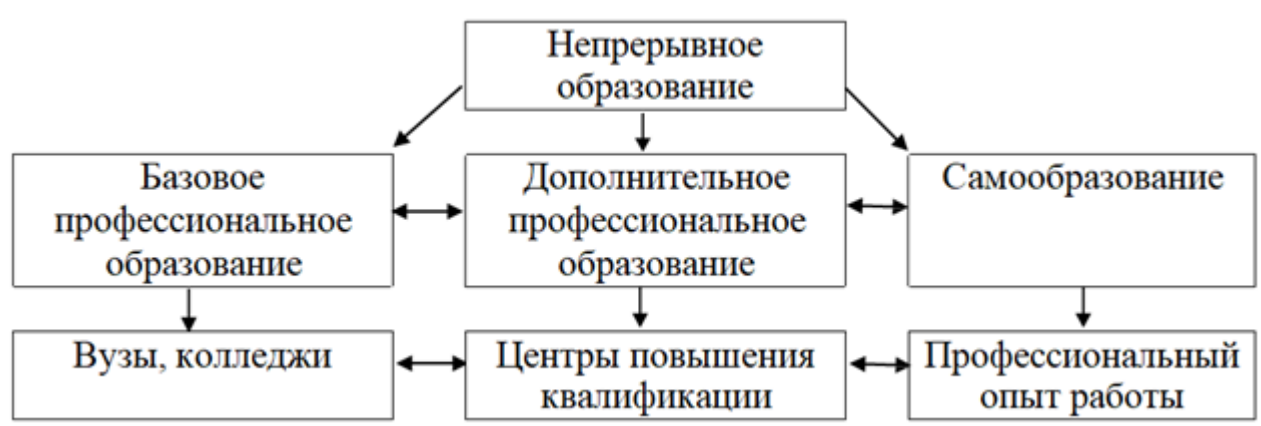 Непрерывное
образование
Базовое
профессиональное
образование
Дополнительное
профессиональное
образование
Самообразование
Вузы, колледжи
Центры повышения
квалификации
Профессиональный
опыт работы